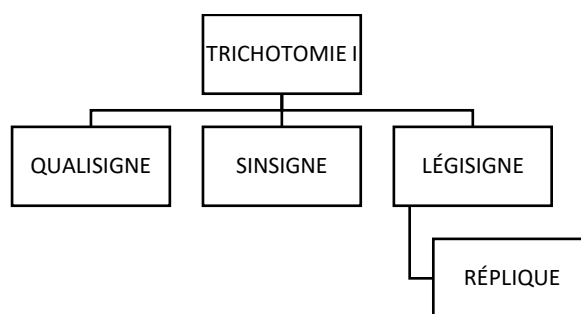 TRICHOTOMIE I
QUALISIGNE
SINSIGNE
LÉGISIGNE
RÉPLIQUE